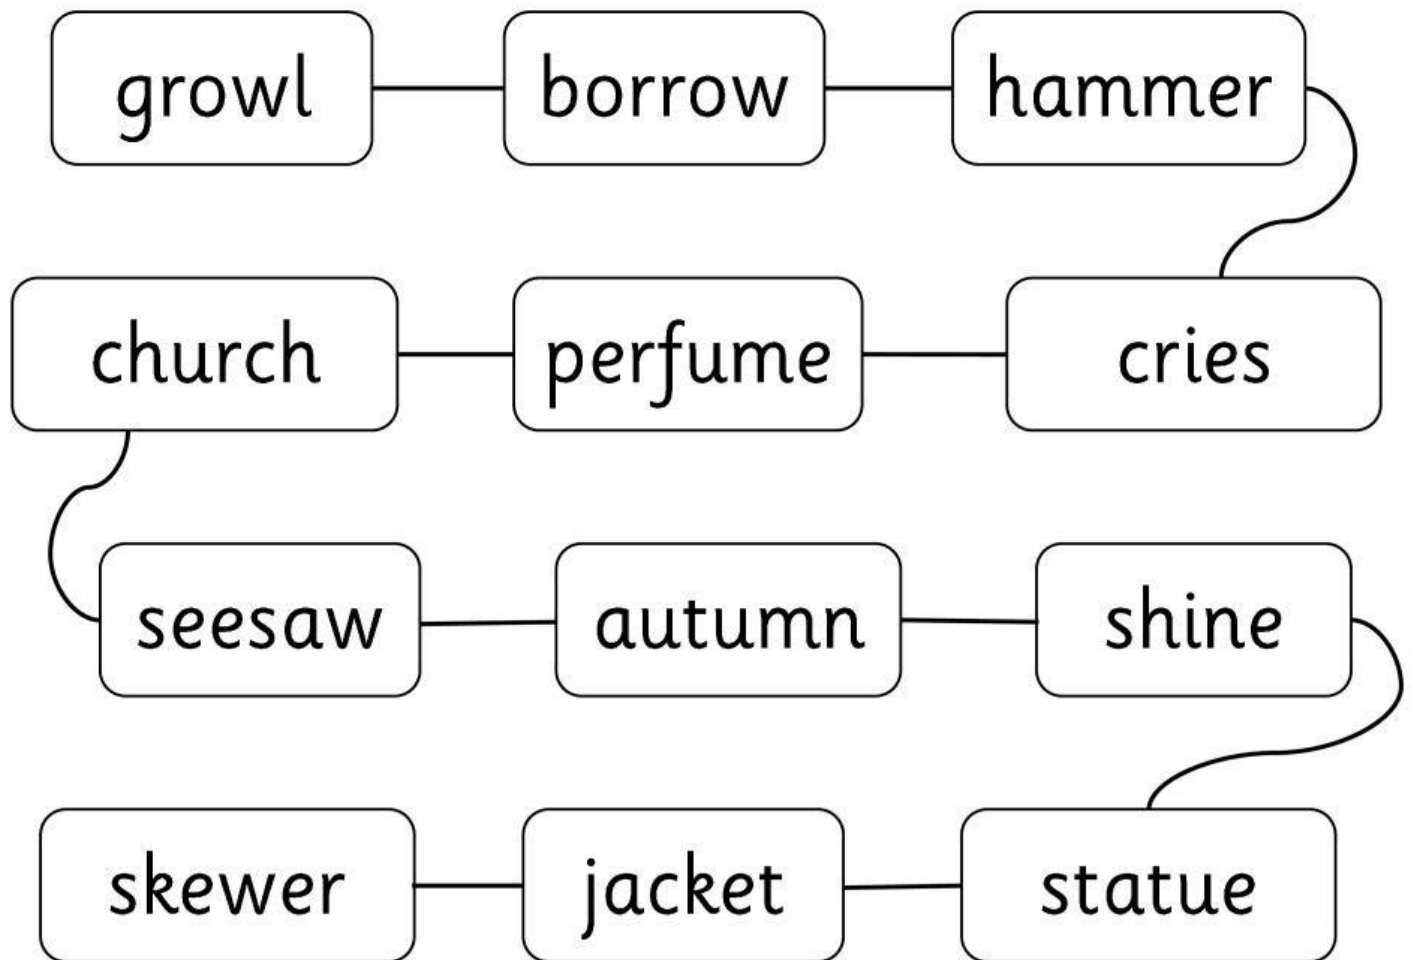 growl borrow hammer
church perfume cries
seesaw autumn shine
skewer jacket statue